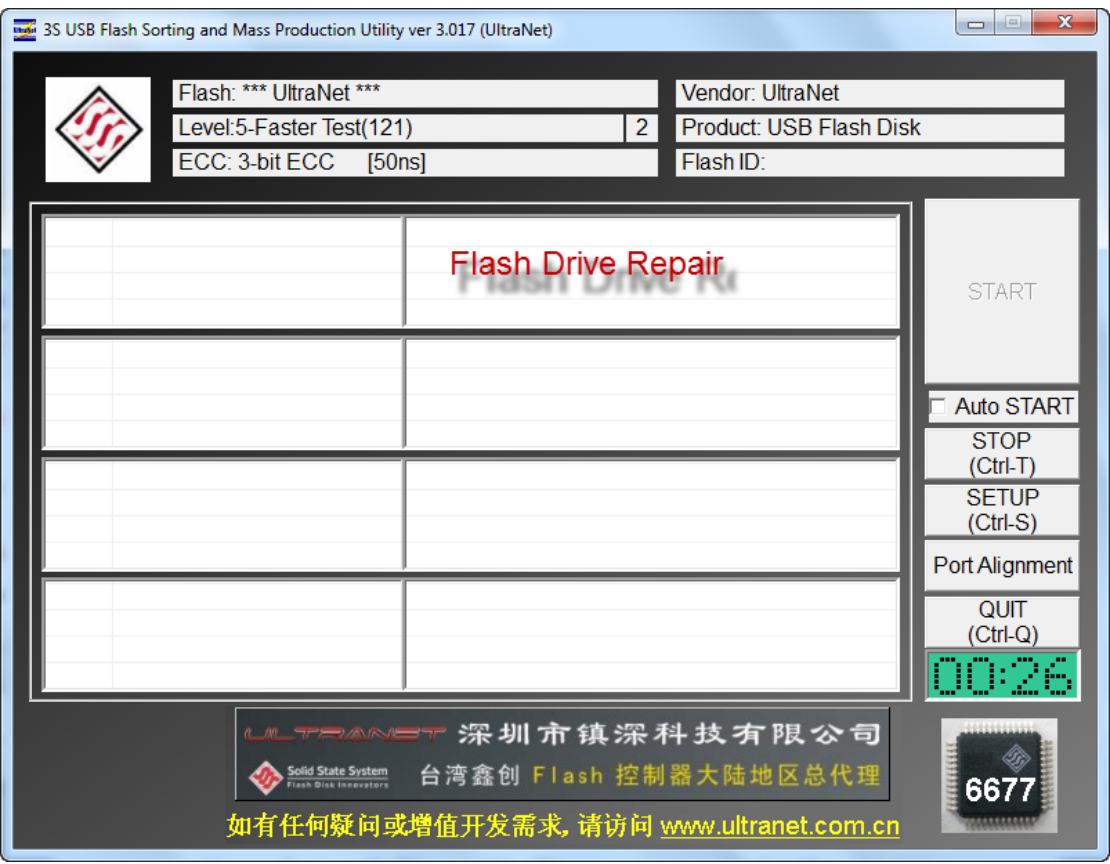 3S USB Flash Sorting and Mass Production Utility ver 3.017 (UltraNet)
Flash: *** UltraNet ***
Vendor: UltraNet
Level:5-Faster Test(121)
2
Product: USB Flash Disk
ECC: 3-bit ECC [50ns]
Flash ID:
Flash Drive Repair
START
Auto START
STOP
(Ctrl-T)
SETUP
(Ctrl-S)
Port Alignment
QUIT
(Ctrl-Q)
00:26
ULTRANET 深圳市镇深科技有限公司
Solid State System
Flash Disk Innovators
台湾鑫创 Flash 控制器大陆地区总代理
6677
如有任何疑问或增值开发需求, 请访问 www.ultranet.com.cn